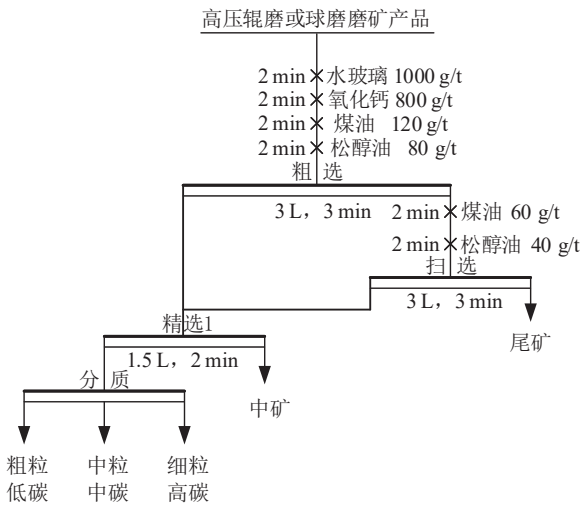 高压辊磨或球磨磨矿产品
2 min 水玻璃 1000 g/t
2 min 氧化钙 800 g/t
2 min 煤油 120 g/t
2 min 松醇油 80 g/t
粗选
3 L，3 min
2 min 煤油 60 g/t
2 min 松醇油 40 g/t
扫选
3 L，3 min
尾矿
精选1
1.5 L，2 min
中矿
分质
粗粒 中粒 细粒
低碳 中碳 高碳